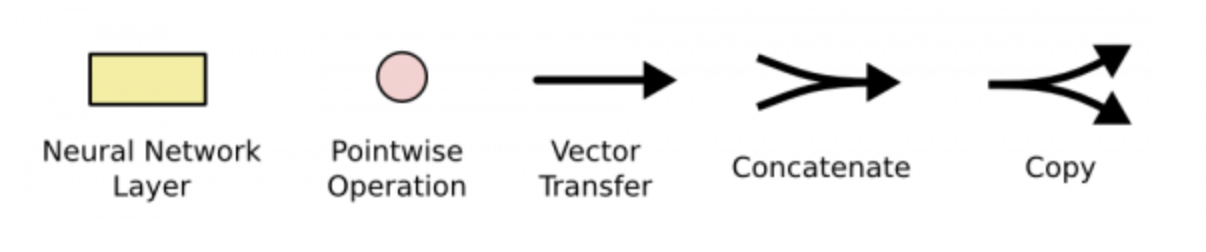 Neural Network
Layer
Pointwise
Operation
Vector
Transfer
Concatenate
Copy